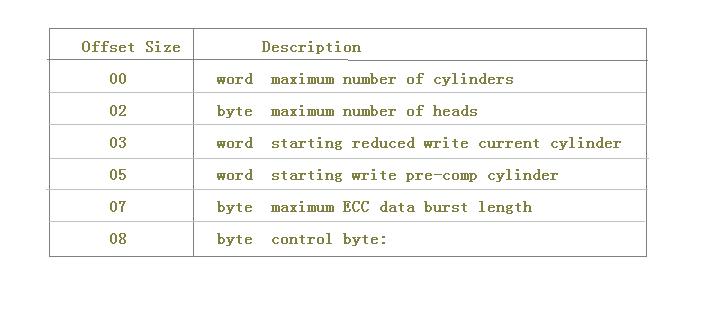 Offset Size Description
00 word maximum number of cylinders
02 byte maximum number of heads
03 word starting reduced write current cylinder
05 word starting write pre-comp cylinder
07 byte maximum ECC data burst length
08 byte control byte: